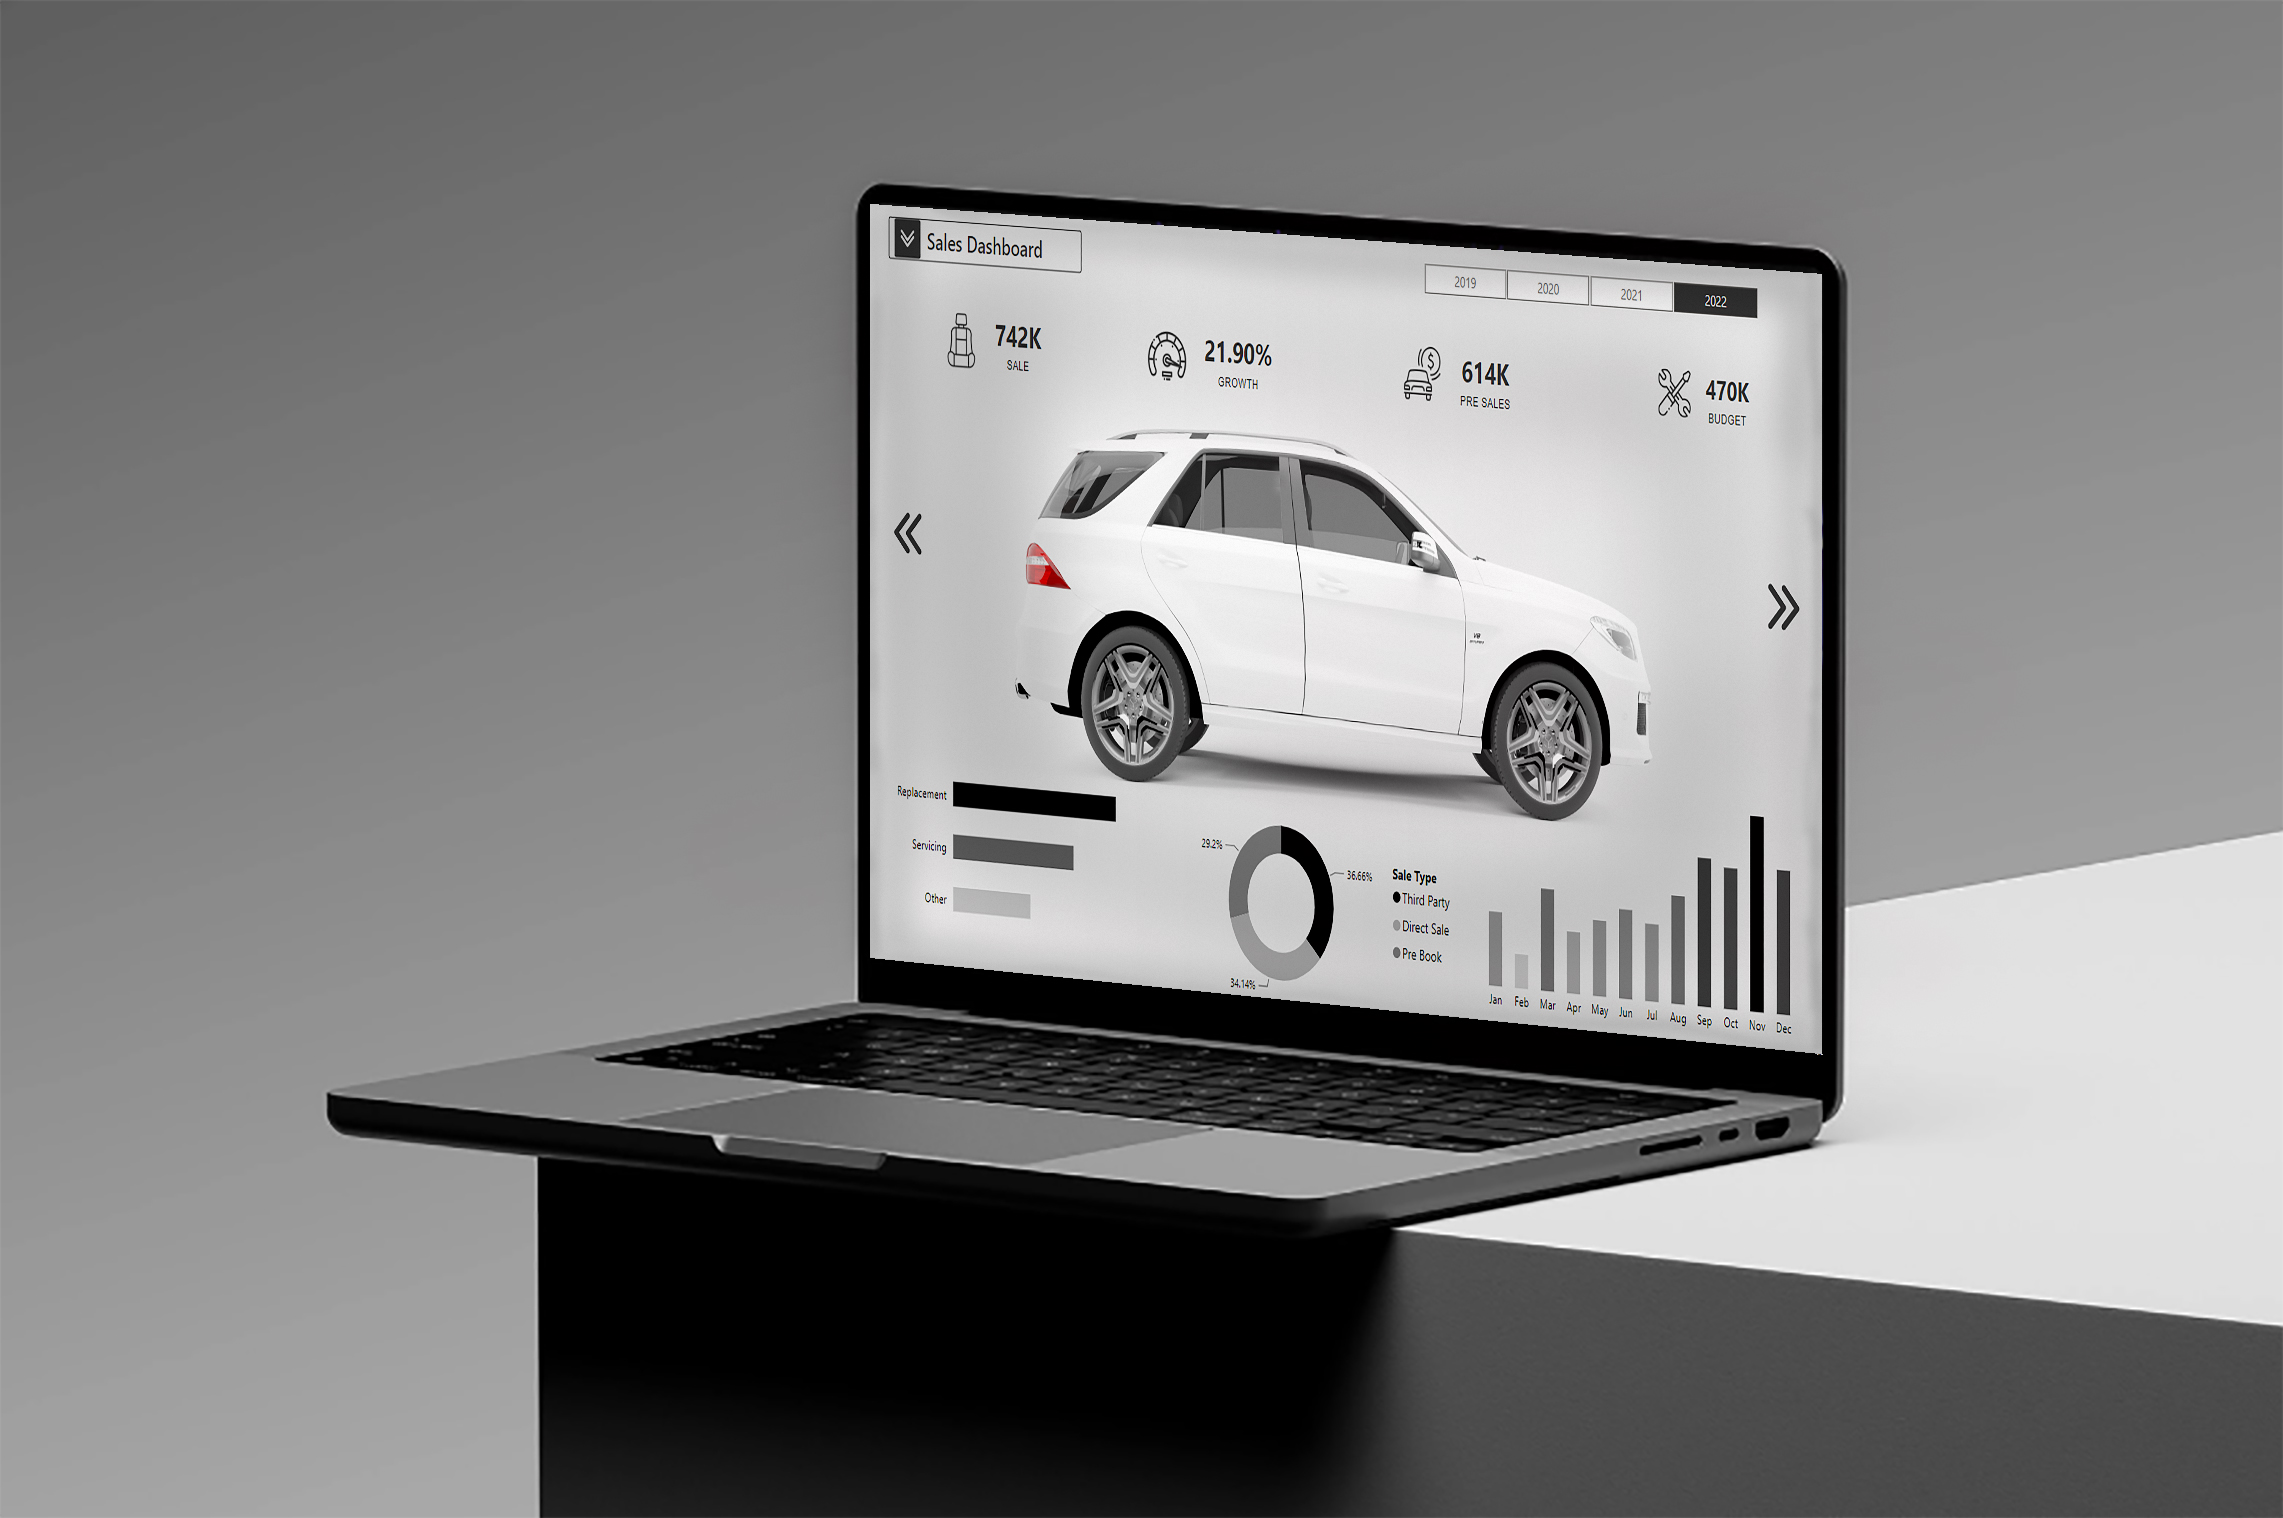 Sales Dashboard
2019 2020 2021 2022
742K
SALE
21.90%
GROWTH
614K
PRE SALES
470K
BUDGET
V8
Replacement
Servicing
Other
29.2%
36.66%
34.14%
Sale Type
Third Party
Direct Sale
Pre Book
Jan Feb Mar Apr May Jun Jul Aug Sep Oct Nov Dec